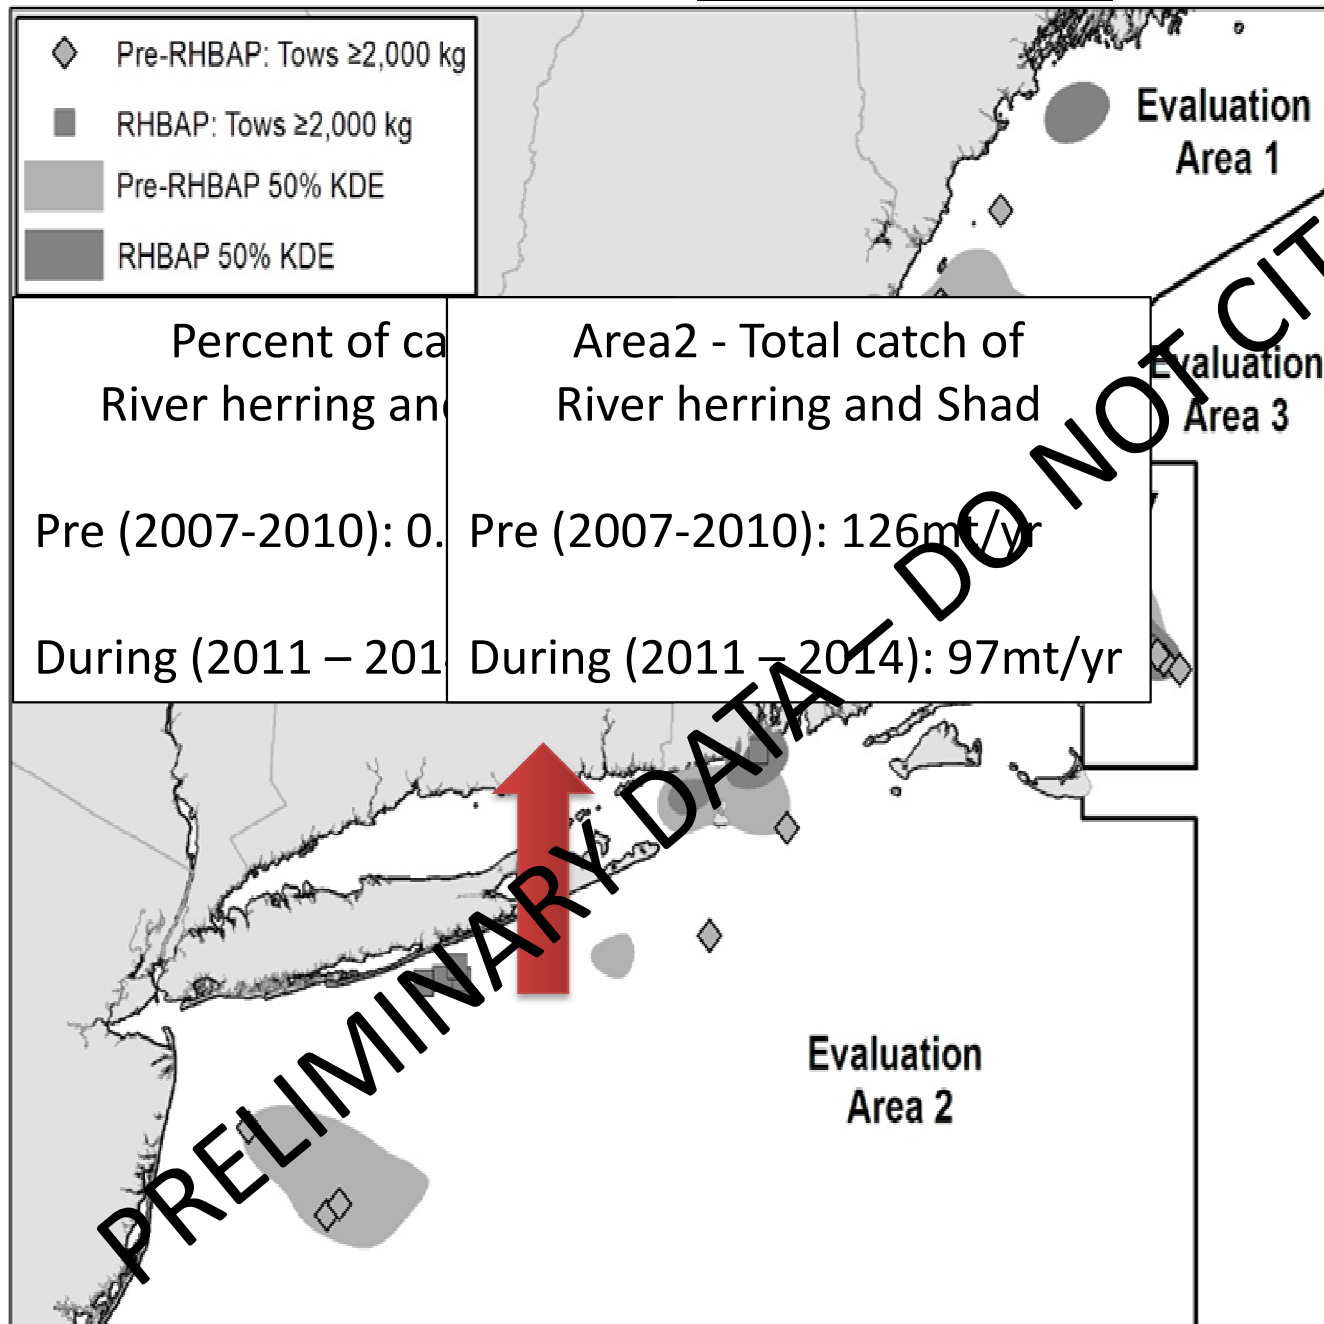 Pre-RHBAP: Tows ≥2,000 kg
RHBAP: Tows ≥2,000 kg
Pre-RHBAP 50% KDE
RHBAP 50% KDE
Evaluation
Area 1
Percent of ca
River herring and
Pre (2007-2010): 0.
During (2011 – 201
Area2 - Total catch of
River herring and Shad
Pre (2007-2010): 126mt/yr
During (2011 – 2014): 97mt/yr
Evaluation
Area 3
Evaluation
Area 2
PRELIMINARY DATA – DO NOT CIT